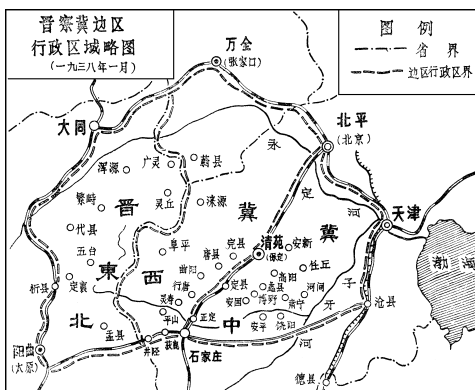 晋察冀边区
行政区域略图
(一九三八年一月)
图 例
省 界
边区行政区界
万全
(张家口)
大同
北平
(北京)
天津
渤海
永定河
浑源
广灵
蔚县
繁峙
灵丘
涞源
代县
晋東北
冀西
冀中
五台
阜平
定襄
忻县
盂县
阳曲
(太原)
曲阳
唐县
完县
清苑
(保定)
安新
任丘
高阳
行唐
定县
蠡县
河间
灵寿
安国
博野
肃宁
平山
正定
安平
饶阳
获鹿
井陉
石家庄
子牙河
沧县
德县